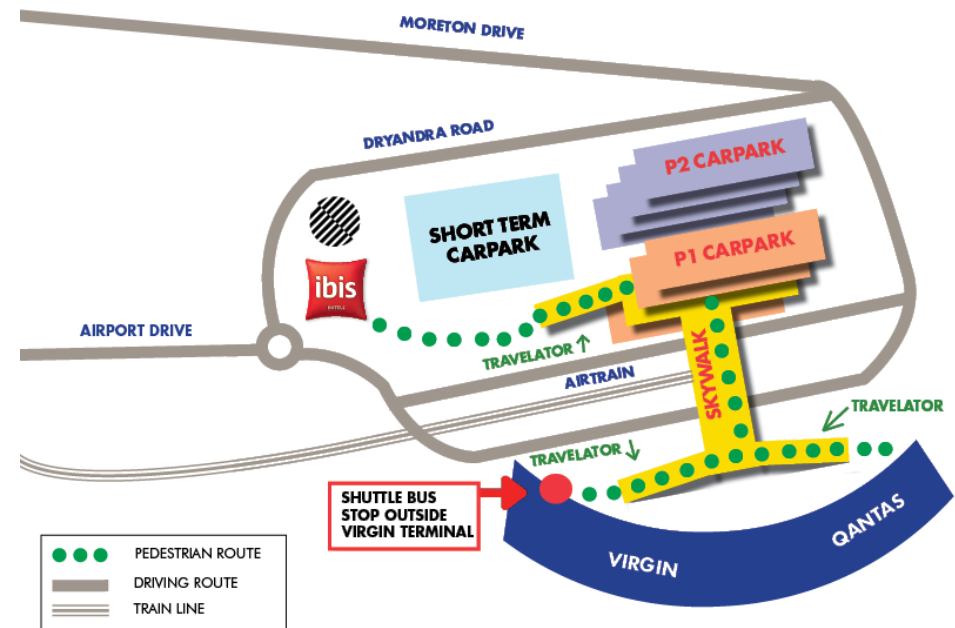 MORETON DRIVE
DRYANDRA ROAD
P2 CARPARK
SHORT TERM
CARPARK
P1 CARPARK
ibis
HOTELS
AIRPORT DRIVE
TRAVELATOR ↑
AIRTRAIN
SKYWALK
TRAVELATOR
TRAVELATOR ↓
SHUTTLE BUS
STOP OUTSIDE
VIRGIN TERMINAL
VIRGIN
QANTAS
PEDESTRIAN ROUTE
DRIVING ROUTE
TRAIN LINE